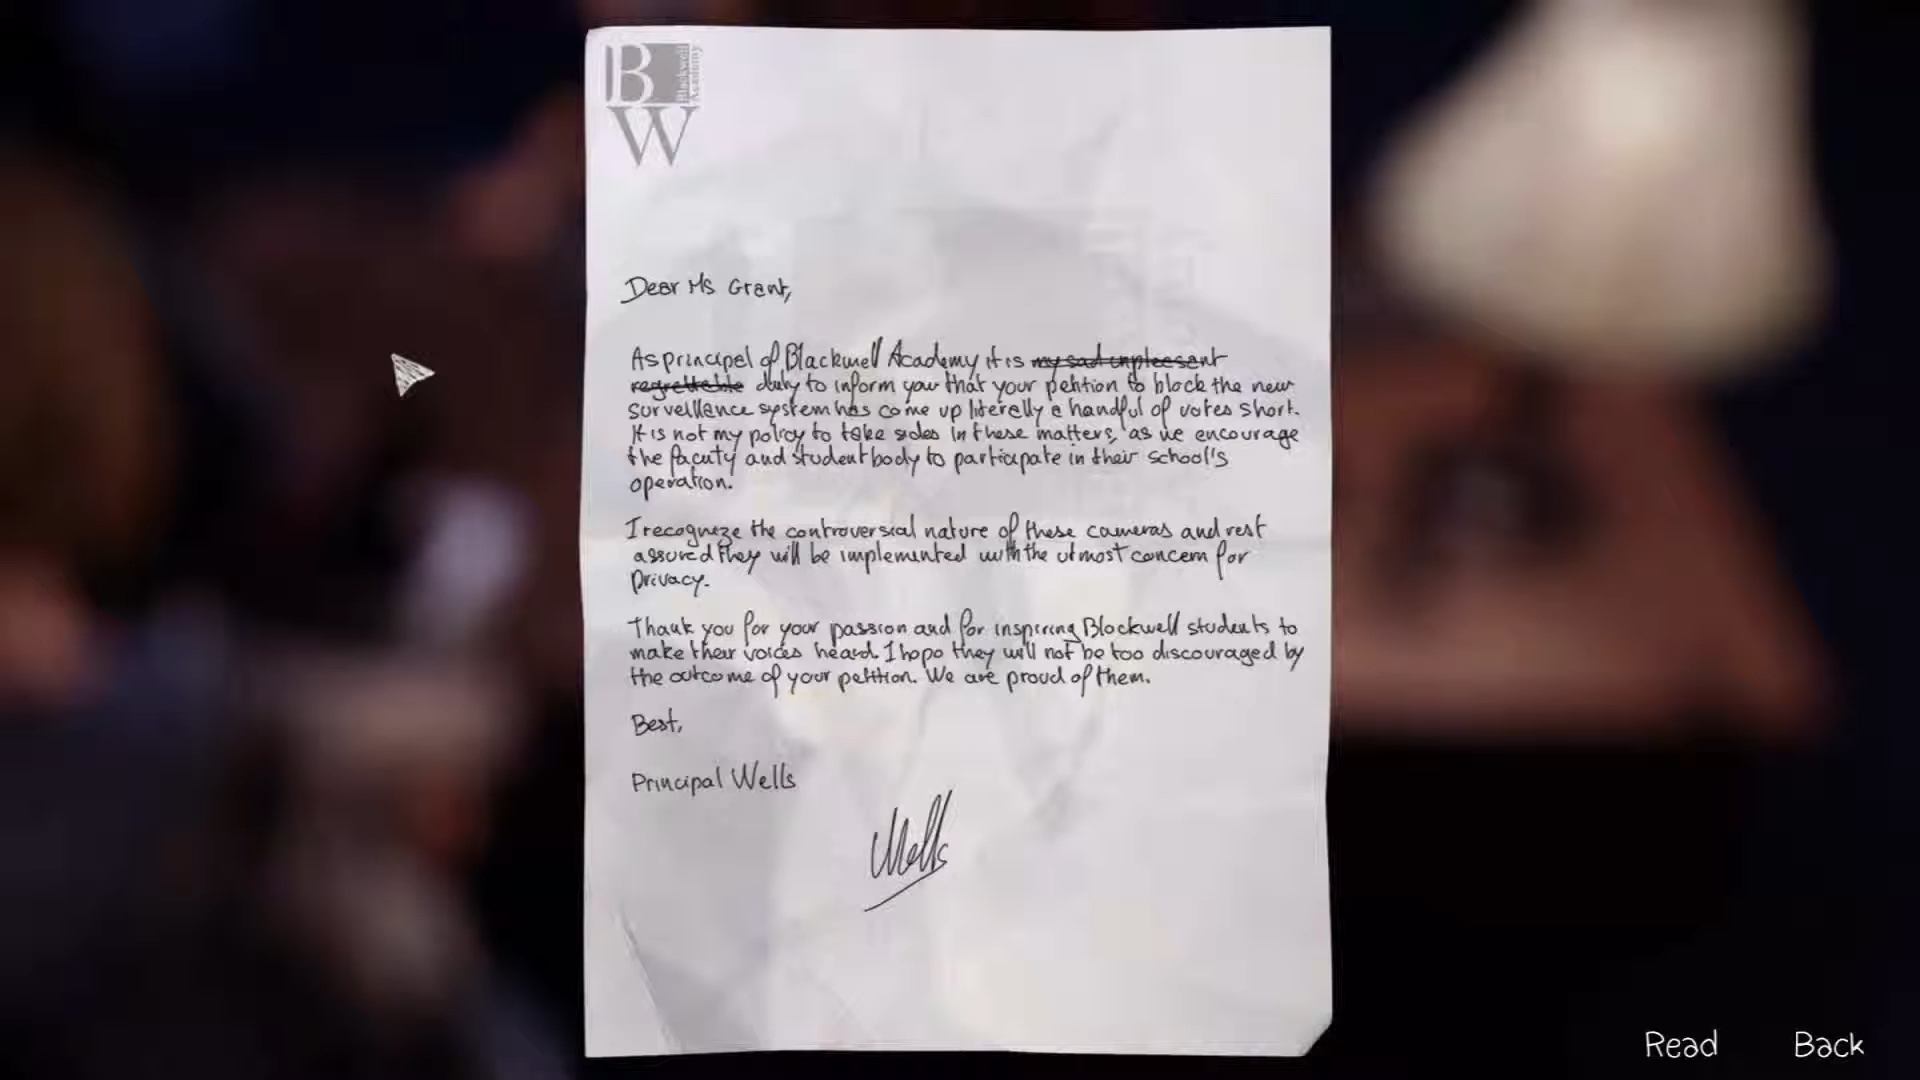 B
W
Blackwell
Academy
Dear Ms Grant,
As principal of Blackwell Academy it is my sad unpleasant
regrettable duty to inform you that your petition to block the new
surveillance system has come up literally a handful of votes short.
It is not my policy to take sides in these matters, as we encourage
the facuty and student body to participate in their school's
operation.
I recognize the controversial nature of these cameras and rest
assured they will be implemented with the utmost concern for
privacy.
Thank you for your passion and for inspiring Blackwell students to
make their voices heard. I hope they will not be too discouraged by
the outcome of your petition. We are proud of them.
Best,
Principal Wells
Wells
Read
Back